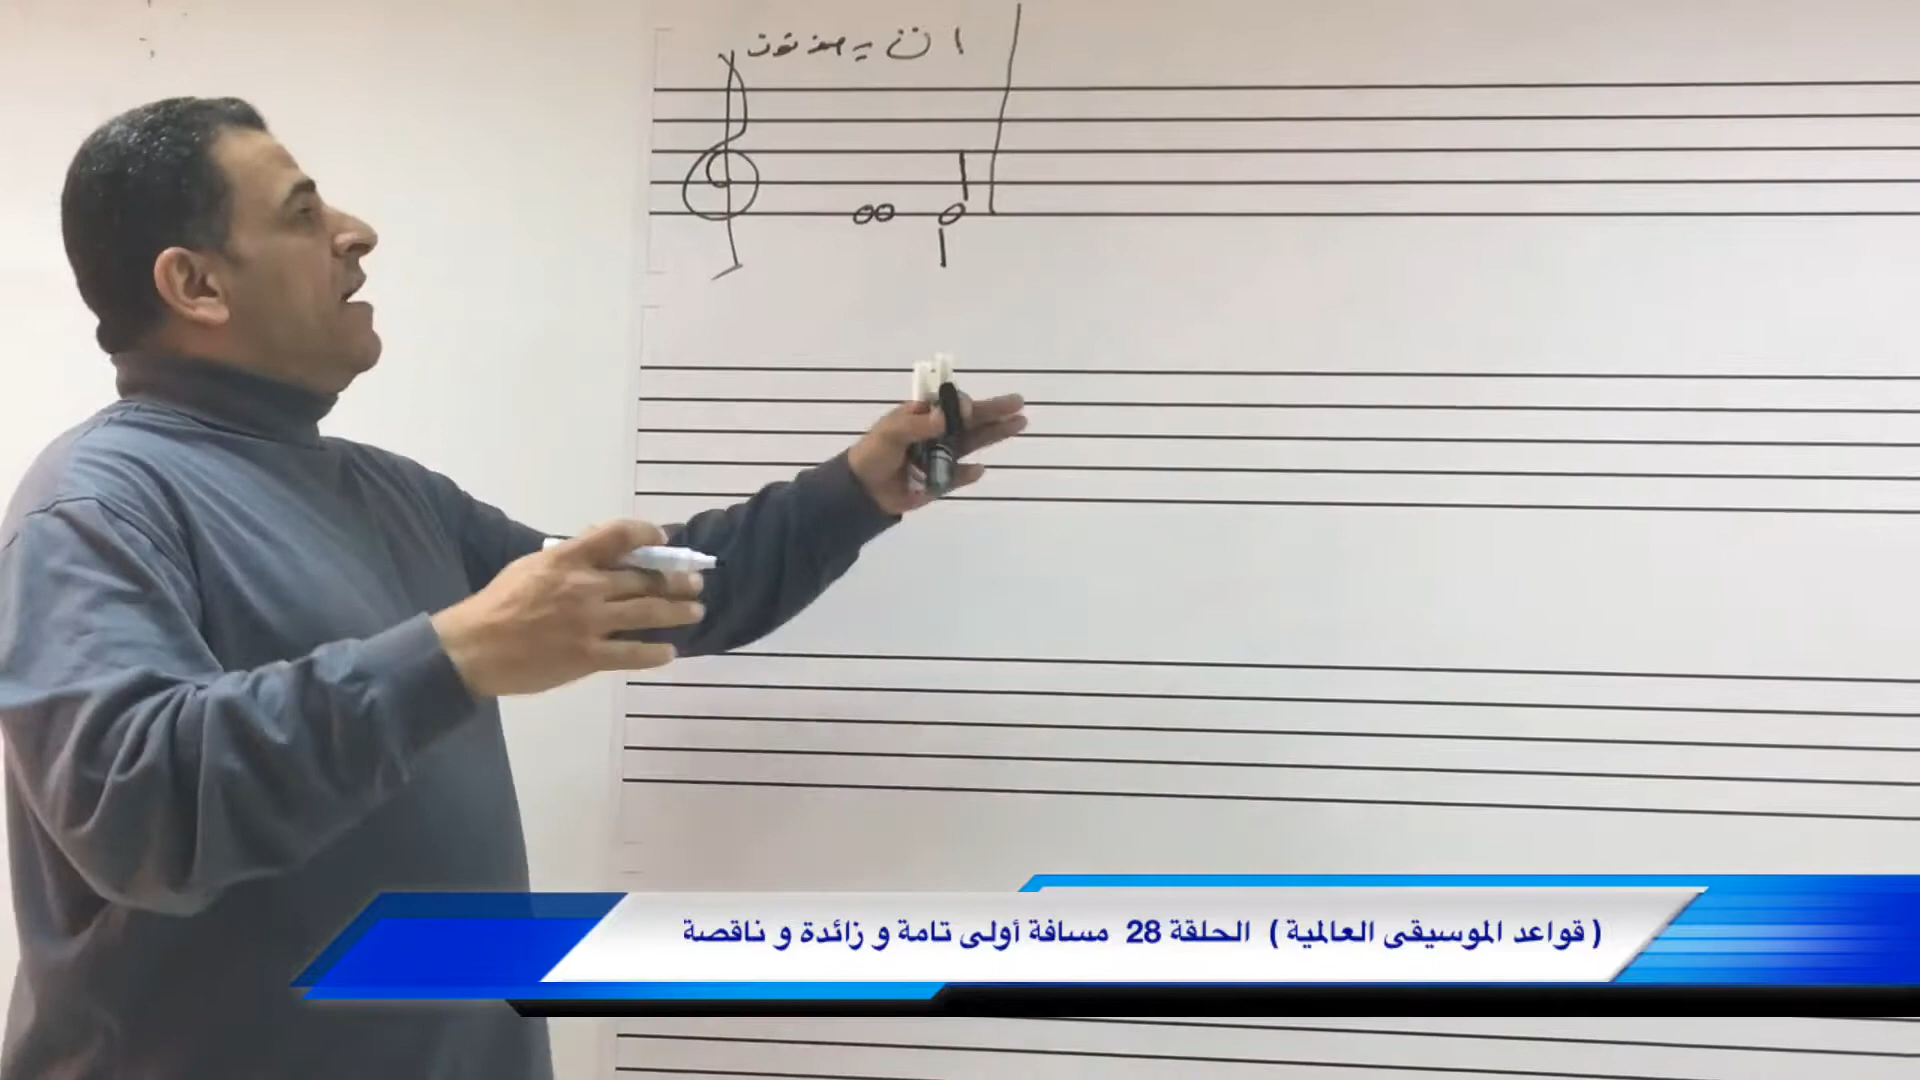 ( قواعد الموسيقى العالمية ) الحلقة 28 مسافة أولى تامة و زائدة و ناقصة